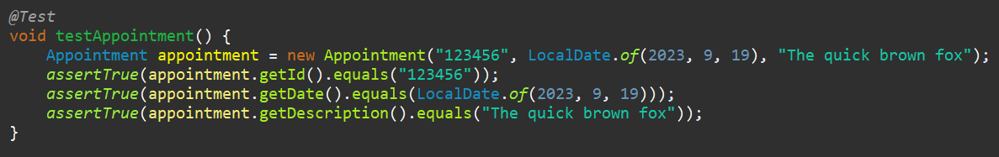 @Test
void testAppointment() {
    Appointment appointment = new Appointment("123456", LocalDate.of(2023, 9, 19), "The quick brown fox");
    assertTrue(appointment.getId().equals("123456"));
    assertTrue(appointment.getDate().equals(LocalDate.of(2023, 9, 19)));
    assertTrue(appointment.getDescription().equals("The quick brown fox"));
}